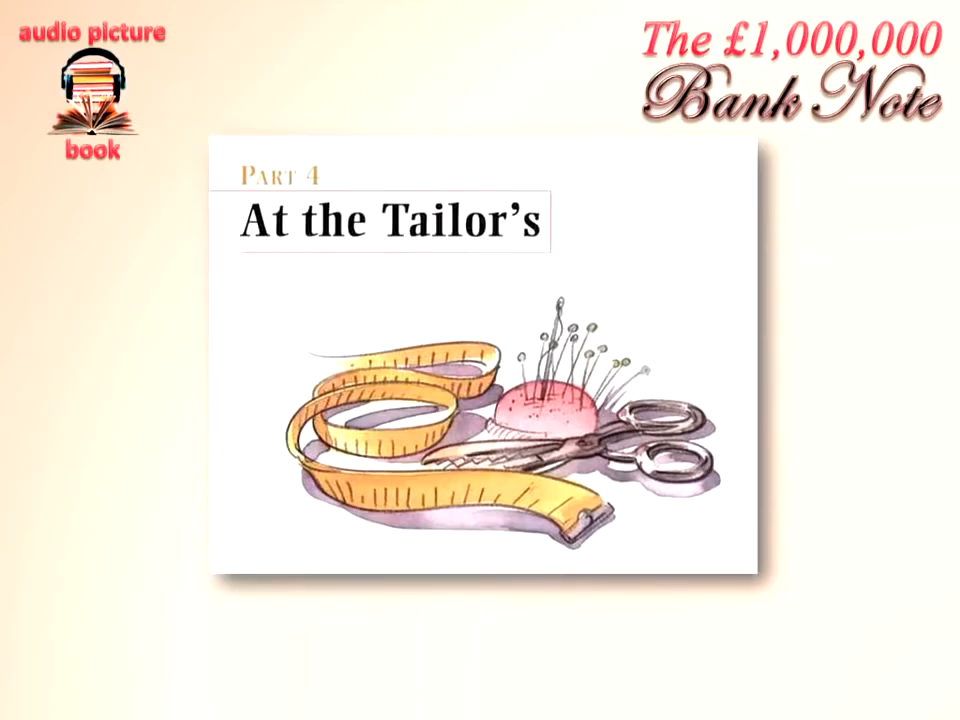 audio picture
book
The £1,000,000
Bank Note
Part 4
At the Tailor's